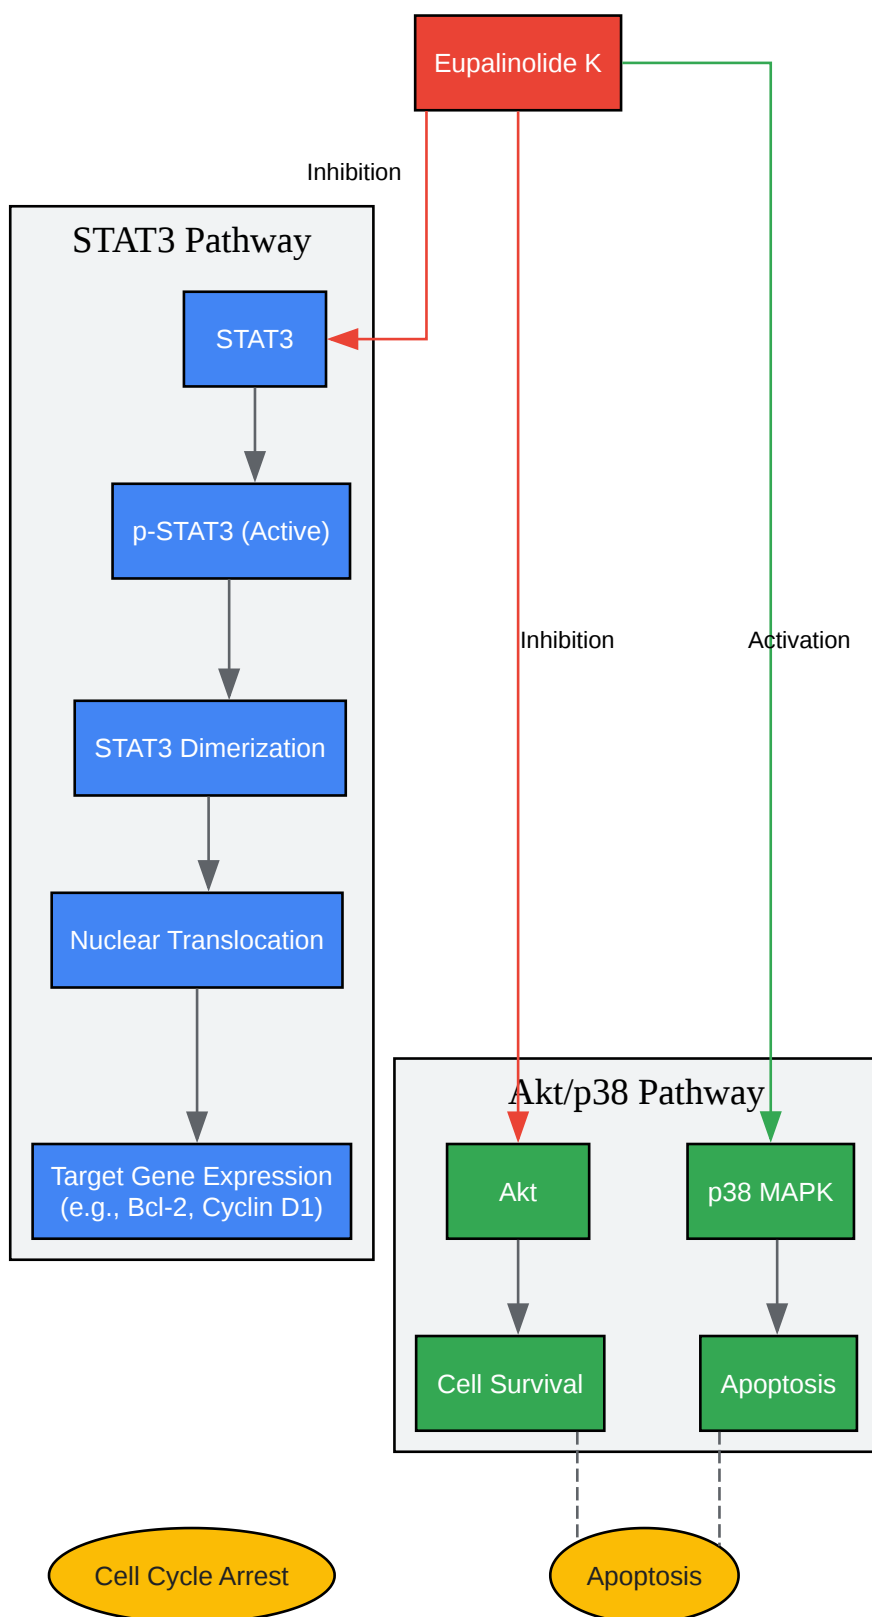 Eupalinolide K
Inhibition
STAT3 Pathway
STAT3
p-STAT3 (Active)
Inhibition
Activation
STAT3 Dimerization
Nuclear Translocation
Akt/p38 Pathway
Target Gene Expression
(e.g., Bcl-2, Cyclin D1)
Akt
p38 MAPK
Cell Survival
Apoptosis
Cell Cycle Arrest
Apoptosis